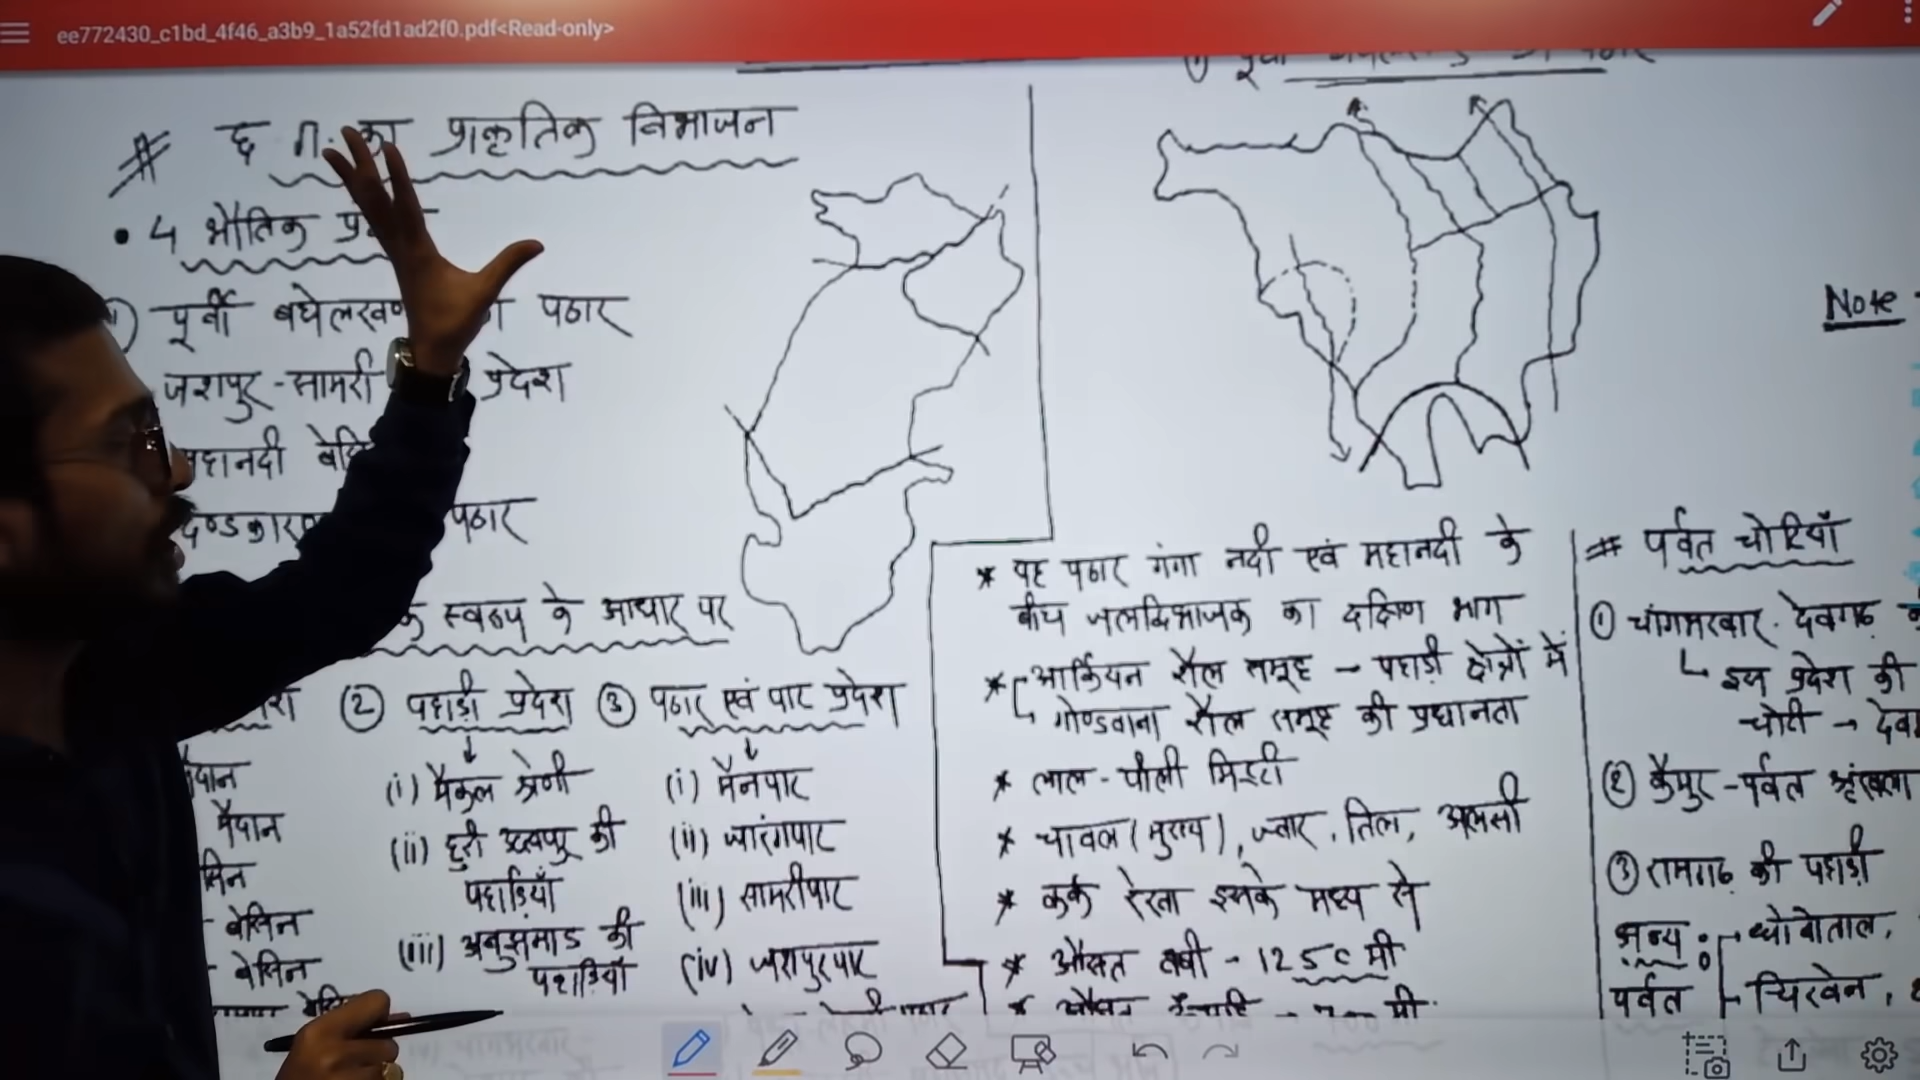 ee772430_c1bd_4f46_a3b9_1a52fd1ad2f0.pdf<Read-only>
# छ ग. का प्राकृतिक विभाजन
• 4 भौतिक
पूर्वी बघेलखण पठार
जशपुर-सामरी प्रदेश
महानदी बेसि
दण्डकारण पठार
क स्वरूप के आधार पर
② पहाड़ी प्रदेश ③ पठार एवं पाट प्रदेश
मैदान
(i) मैकुल श्रेणी
(i) मैनपाट
मैदान
(ii) छुरी उदयपुर की
पहाड़ियाँ
(ii) जारंगपाट
(iii) सामरीपाट
बेसिन
बेसिन
(iii) अबुझमाड की
पहाड़ियाँ
(iv) जशपुरपाट
* यह पठार गंगा नदी एवं महानदी के
बीच जलविभाजक का दक्षिण भाग
* आर्कियन शैल समूह – पहाड़ी क्षेत्रों में
गोण्डवाना शैल समूह की प्रधानता
* लाल-पीली मिट्टी
* चावल (मुख्य), ज्वार, तिल, अलसी
* कर्क रेखा इसके मध्य से
* औसत वर्षा - 125 c मी
Note
# पर्वत चोटियाँ
① चांगभखार. देवगढ़
इस प्रदेश की
चोटी → देव
② कैमुर-पर्वत श्रृंखला
③ रामगढ़ की पहाड़ी
अन्य : धोबीताल,
पर्वत चिरवेन,